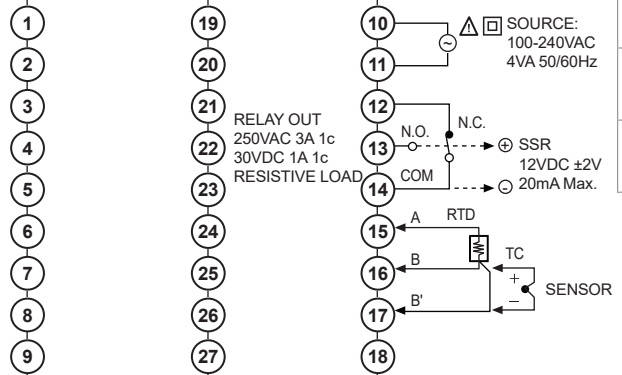 1
2
3
4
5
6
7
8
9
19
20
21
22
23
24
25
26
27
RELAY OUT
250VAC 3A 1c
30VDC 1A 1c
RESISTIVE LOAD
10
11
12
13
14
15
16
17
18
SOURCE:
100-240VAC
4VA 50/60Hz
~
N.O.
N.C.
COM
SSR
12VDC ±2V
20mA Max.
A
RTD
B
B'
TC
+
−
SENSOR